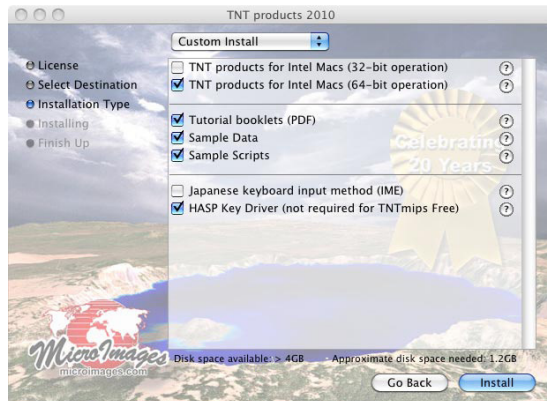 TNT products 2010
Custom Install
License
Select Destination
Installation Type
Installing
Finish Up
TNT products for Intel Macs (32-bit operation) ?
TNT products for Intel Macs (64-bit operation) ?
Tutorial booklets (PDF) ?
Sample Data ?
Sample Scripts ?
Celebrating
20 Years
Japanese keyboard input method (IME) ?
HASP Key Driver (not required for TNTmips Free) ?
MicroImages
microimages.com
Disk space available: > 4GB Approximate disk space needed: 1.2GB
Go Back Install